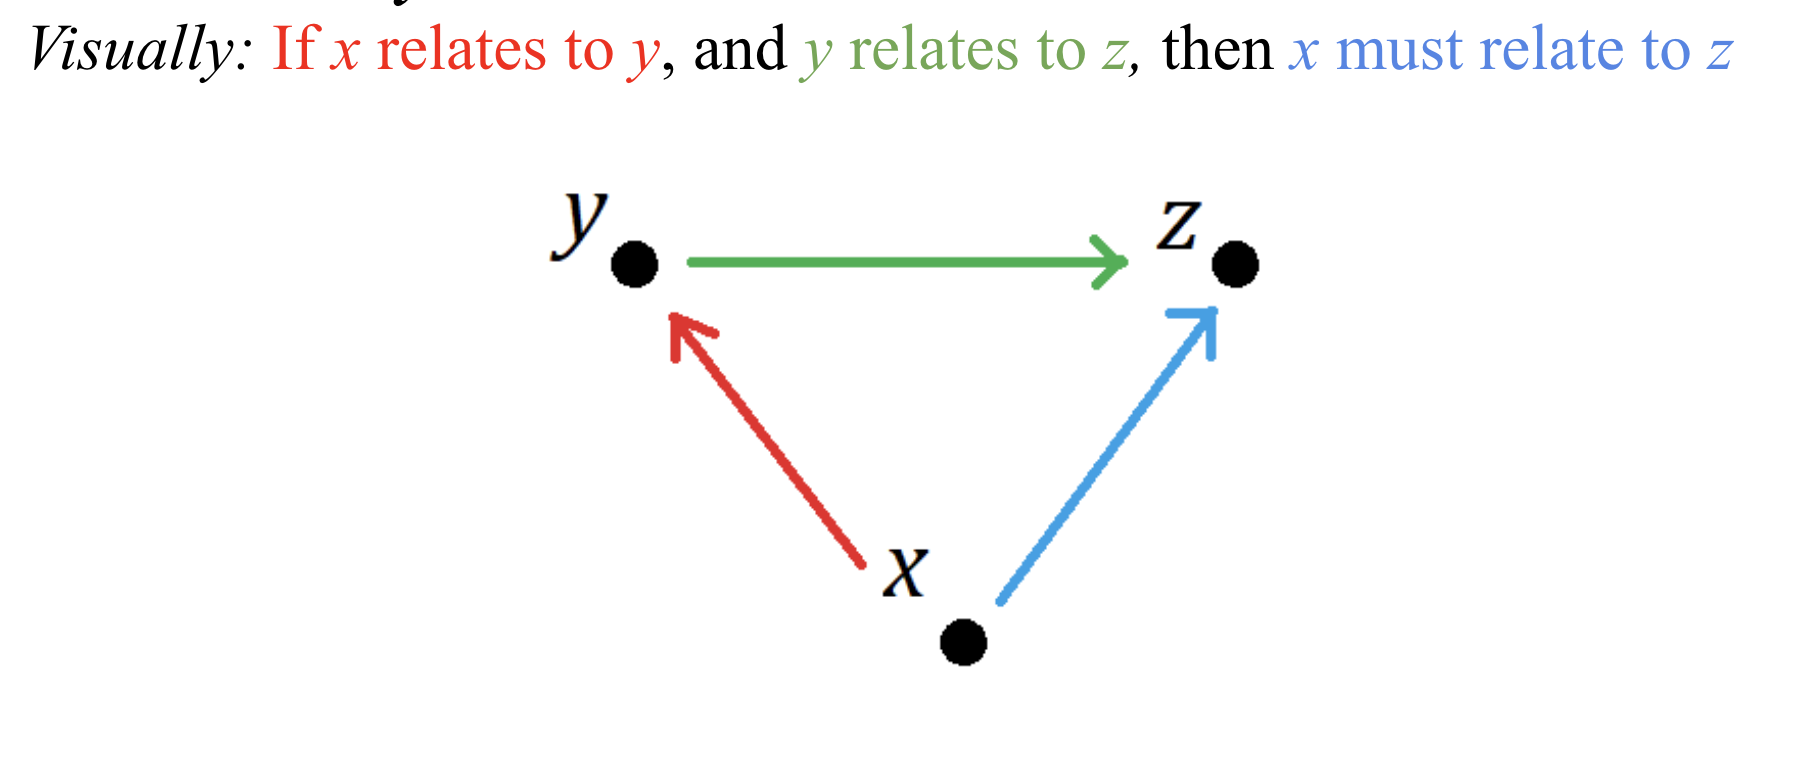 Visually: If x relates to y, and y relates to z, then x must relate to z
y
z
x